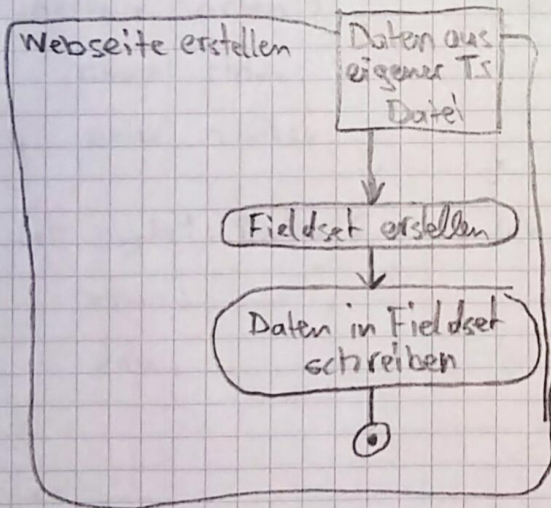 Webseite erstellen
Daten aus
eigener TS
Datei
Fieldset erstellen
Daten in Fieldset
schreiben